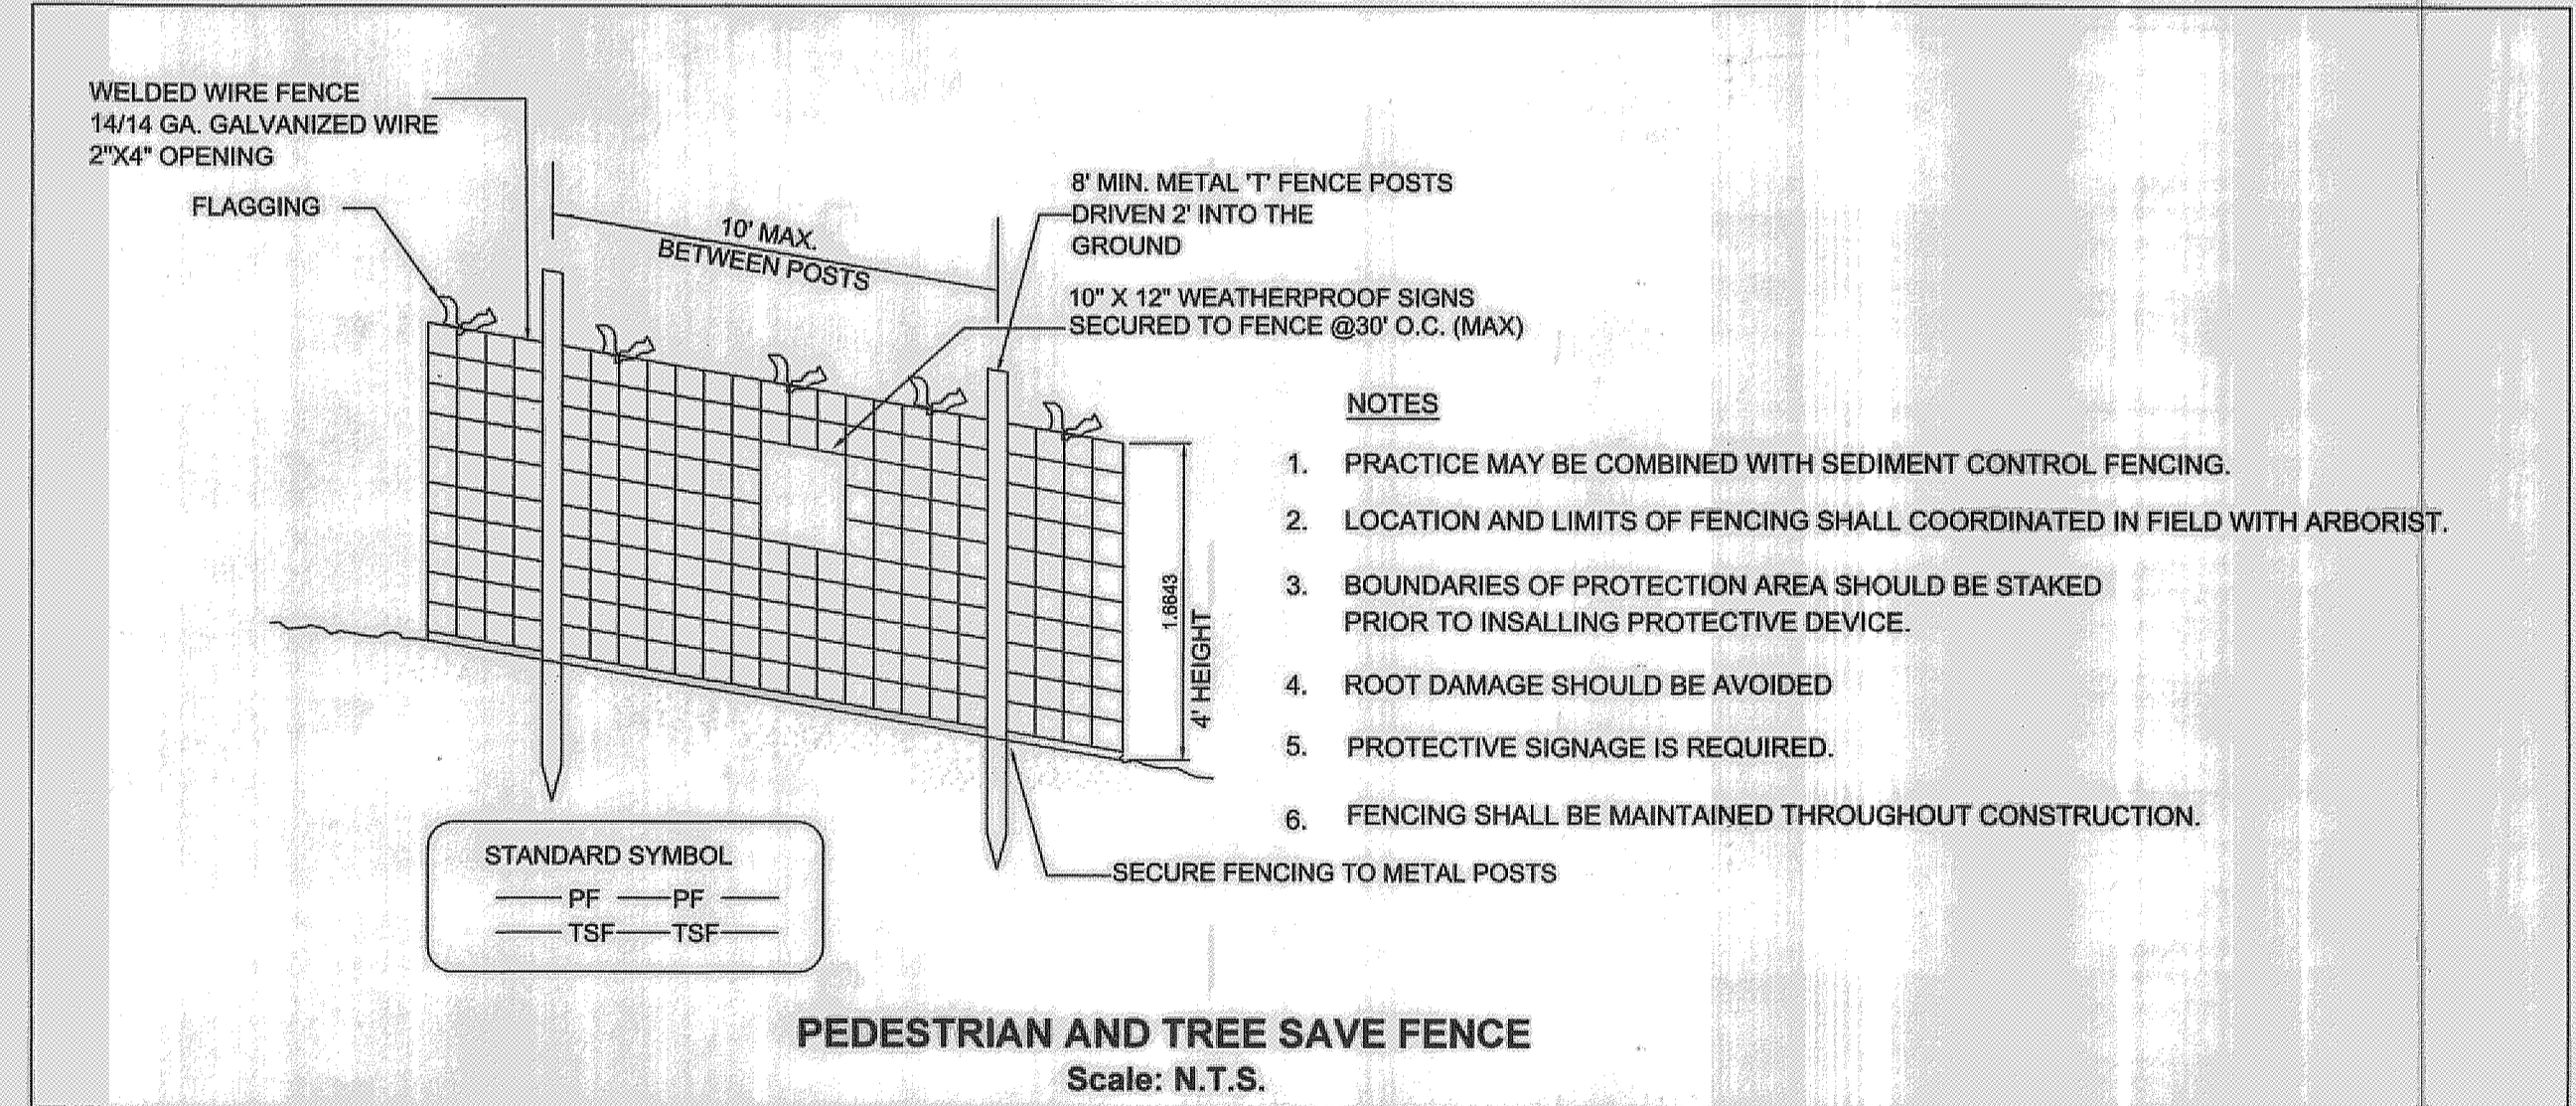 WELDED WIRE FENCE
14/14 GA. GALVANIZED WIRE
2"X4" OPENING
FLAGGING
10' MAX.
BETWEEN POSTS
8' MIN. METAL 'T' FENCE POSTS
DRIVEN 2' INTO THE
GROUND
10" X 12" WEATHERPROOF SIGNS
SECURED TO FENCE @30' O.C. (MAX)
1.6643
4' HEIGHT
NOTES
1. PRACTICE MAY BE COMBINED WITH SEDIMENT CONTROL FENCING.
2. LOCATION AND LIMITS OF FENCING SHALL COORDINATED IN FIELD WITH ARBORIST.
3. BOUNDARIES OF PROTECTION AREA SHOULD BE STAKED
PRIOR TO INSALLING PROTECTIVE DEVICE.
4. ROOT DAMAGE SHOULD BE AVOIDED
5. PROTECTIVE SIGNAGE IS REQUIRED.
6. FENCING SHALL BE MAINTAINED THROUGHOUT CONSTRUCTION.
SECURE FENCING TO METAL POSTS
STANDARD SYMBOL
PF PF
TSF TSF
PEDESTRIAN AND TREE SAVE FENCE
Scale: N.T.S.